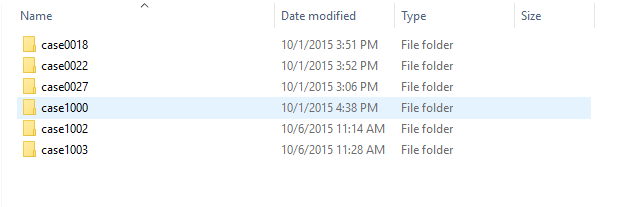 Name Date modified Type Size
case0018 10/1/2015 3:51 PM File folder
case0022 10/1/2015 3:52 PM File folder
case0027 10/1/2015 3:06 PM File folder
case1000 10/1/2015 4:38 PM File folder
case1002 10/6/2015 11:14 AM File folder
case1003 10/6/2015 11:28 AM File folder